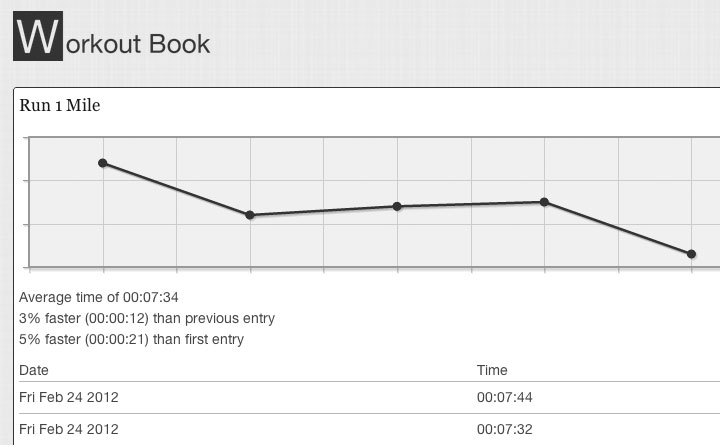 Workout Book
Run 1 Mile
Average time of 00:07:34
3% faster (00:00:12) than previous entry
5% faster (00:00:21) than first entry
Date Time
Fri Feb 24 2012 00:07:44
Fri Feb 24 2012 00:07:32